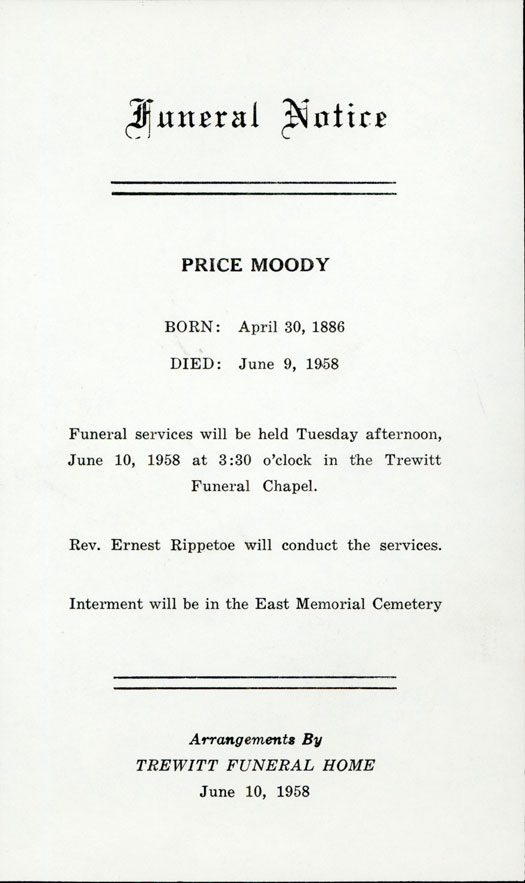 Funeral Notice
PRICE MOODY
BORN: April 30, 1886
DIED: June 9, 1958
Funeral services will be held Tuesday afternoon,
June 10, 1958 at 3:30 o'clock in the Trewitt
Funeral Chapel.
Rev. Ernest Rippetoe will conduct the services.
Interment will be in the East Memorial Cemetery
Arrangements By
TREWITT FUNERAL HOME
June 10, 1958